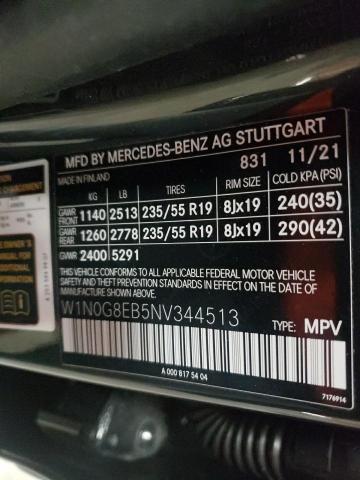 MFD BY MERCEDES-BENZ AG STUTTGART
MADE IN FINLAND 831 11/21
KG LB TIRES RIM SIZE COLD KPA (PSI)
GAWR FRONT 1140 2513 235/55 R19 8Jx19 240(35)
GAWR REAR 1260 2778 235/55 R19 8Jx19 290(42)
GVWR 2400 5291
THIS VEHICLE CONFORMS TO ALL APPLICABLE FEDERAL MOTOR VEHICLE
SAFETY AND THEFT PREVENTION STANDARDS IN EFFECT ON THE DATE OF
MANUFACTURE SHOWN ABOVE.
W1N0G8EB5NV344513
TYPE: MPV
A 000 817 54 04
7176914